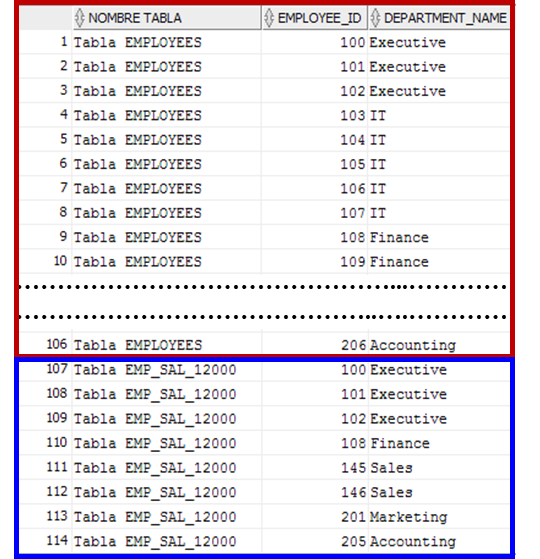 NOMBRE TABLA EMPLOYEE_ID DEPARTMENT_NAME
1 Tabla EMPLOYEES 100 Executive
2 Tabla EMPLOYEES 101 Executive
3 Tabla EMPLOYEES 102 Executive
4 Tabla EMPLOYEES 103 IT
5 Tabla EMPLOYEES 104 IT
6 Tabla EMPLOYEES 105 IT
7 Tabla EMPLOYEES 106 IT
8 Tabla EMPLOYEES 107 IT
9 Tabla EMPLOYEES 108 Finance
10 Tabla EMPLOYEES 109 Finance
106 Tabla EMPLOYEES 206 Accounting
107 Tabla EMP_SAL_12000 100 Executive
108 Tabla EMP_SAL_12000 101 Executive
109 Tabla EMP_SAL_12000 102 Executive
110 Tabla EMP_SAL_12000 108 Finance
111 Tabla EMP_SAL_12000 145 Sales
112 Tabla EMP_SAL_12000 146 Sales
113 Tabla EMP_SAL_12000 201 Marketing
114 Tabla EMP_SAL_12000 205 Accounting